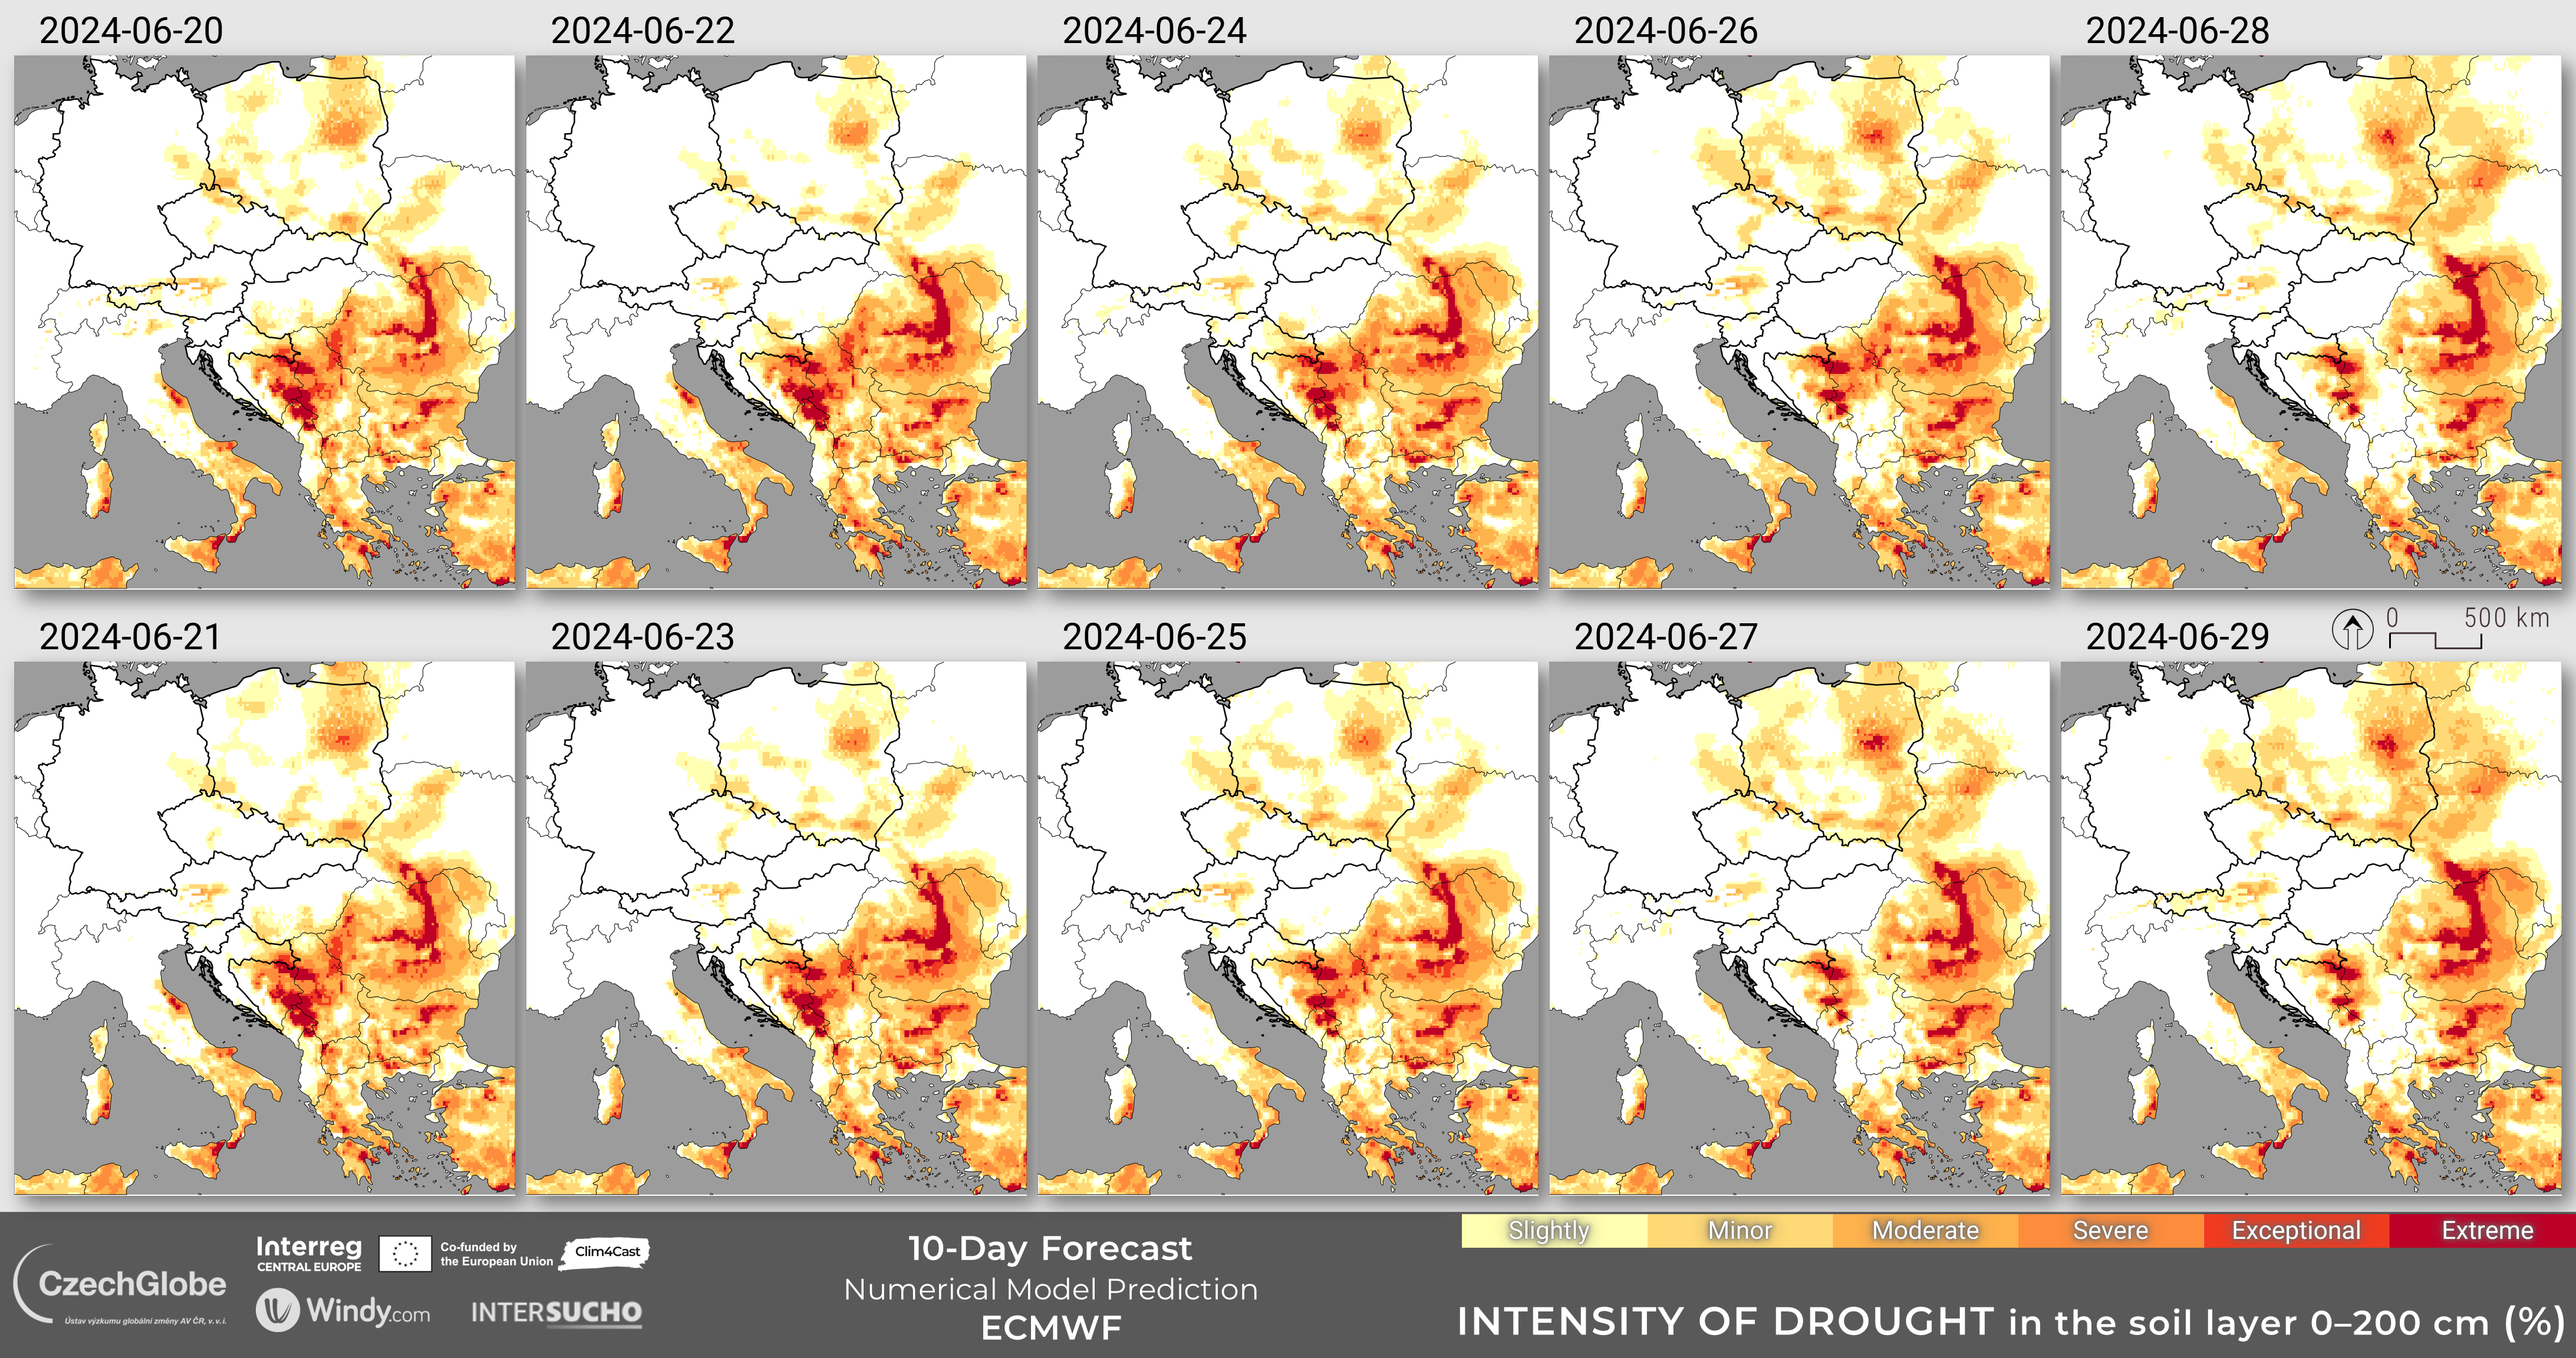 2024-06-20
2024-06-22
2024-06-24
2024-06-26
2024-06-28
2024-06-21
2024-06-23
2024-06-25
2024-06-27
2024-06-29
0 500 km
Slightly Minor Moderate Severe Exceptional Extreme
CzechGlobe
Ústav výzkumu globální změny AV ČR, v. v. i.
Interreg
CENTRAL EUROPE
Co-funded by
the European Union
Clim4Cast
Windy.com
INTERSUCHO
10-Day Forecast
Numerical Model Prediction
ECMWF
INTENSITY OF DROUGHT in the soil layer 0–200 cm (%)